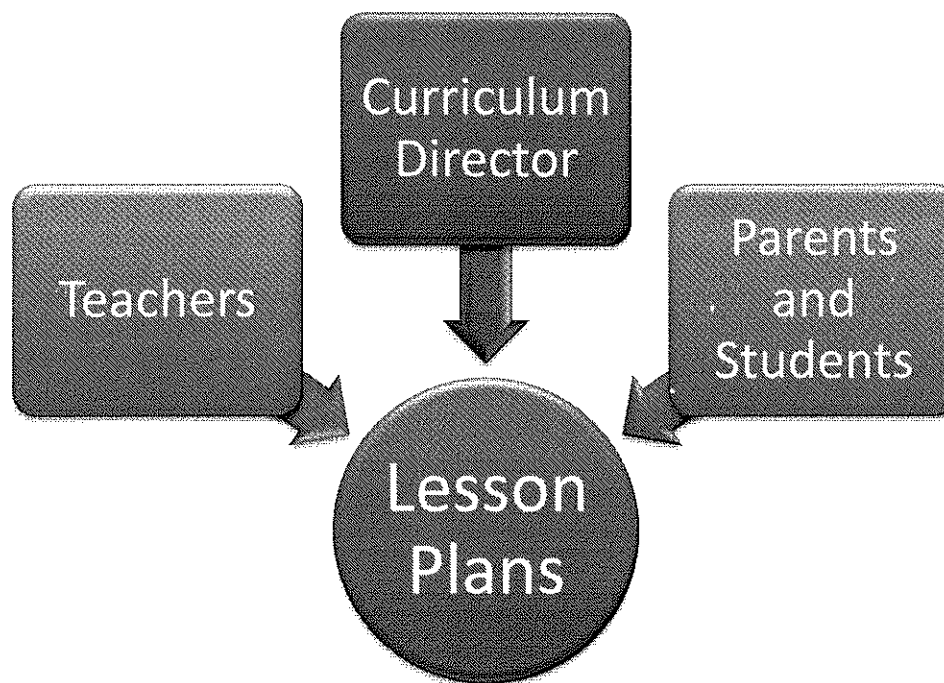 Curriculum
Director
Teachers
Parents
and
Students
Lesson
Plans